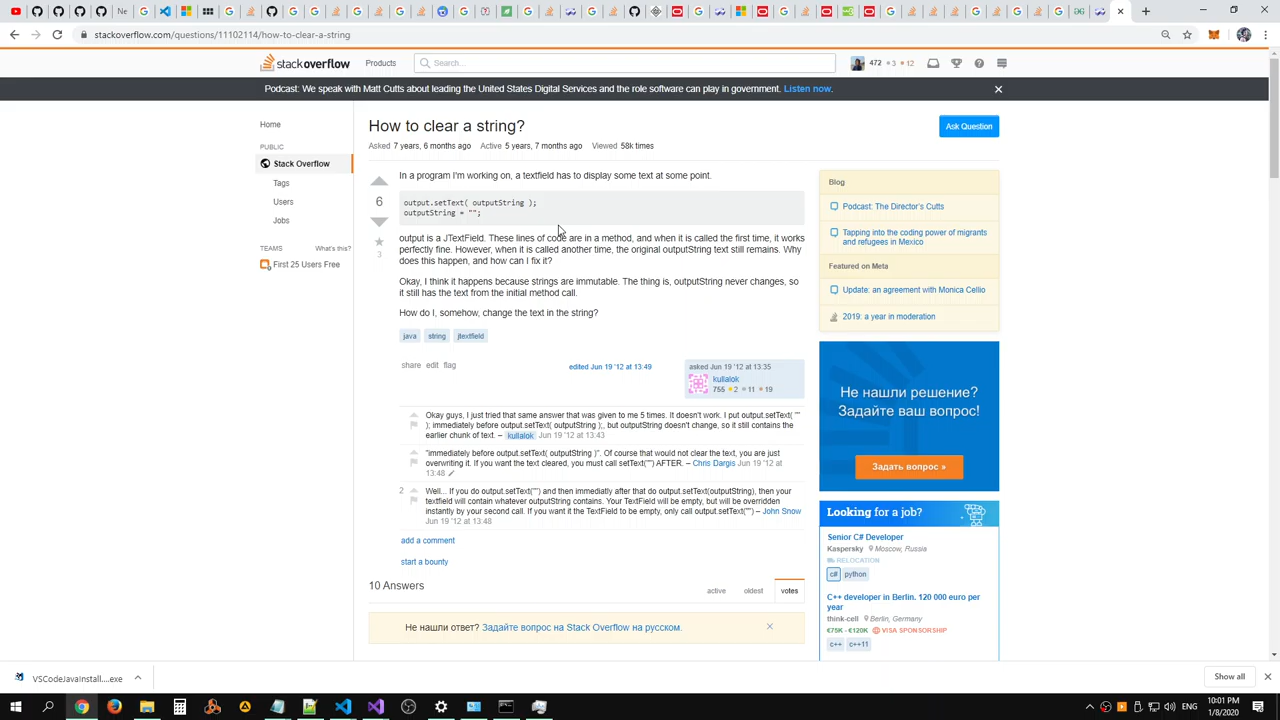 Ne
stackoverflow.com/questions/11102114/how-to-clear-a-string
stackoverflow
Products
Search...
472 3 12
Podcast: We speak with Matt Cutts about leading the United States Digital Services and the role software can play in government. Listen now.
Home
PUBLIC
Stack Overflow
Tags
Users
Jobs
TEAMS What's this?
First 25 Users Free
How to clear a string?
Ask Question
Asked 7 years, 6 months ago Active 5 years, 7 months ago Viewed 58k times
6
3
In a program I'm working on, a textfield has to display some text at some point.
output.setText( outputString );
outputString = "";
output is a JTextField. These lines of code are in a method, and when it is called the first time, it works
perfectly fine. However, when it is called another time, the original outputString text still remains. Why
does this happen, and how can I fix it?
Okay, I think it happens because strings are immutable. The thing is, outputString never changes, so
it still has the text from the initial method call.
How do I, somehow, change the text in the string?
java string jtextfield
share edit flag
edited Jun 19 '12 at 13:49
asked Jun 19 '12 at 13:35
kullalok
755 2 11 19
Okay guys, I just tried that same answer that was given to me 5 times. It doesn't work. I put output.setText( ""
); immediately before output.setText( outputString );, but outputString doesn't change, so it still contains the
earlier chunk of text. – kullalok Jun 19 '12 at 13:43
"immediately before output.setText( outputString )". Of course that would not clear the text, you are just
overwriting it. If you want the text cleared, you must call setText("") AFTER. – Chris Dargis Jun 19 '12 at
13:48
2 Well... If you do output.setText("") and then immediatly after that do output.setText(outputString), then your
textfield will contain whatever outputString contains. Your TextField will be empty, but will be overriden
instantly by your second call. If you want it the TextField to be empty, only call output.setText("") – John Snow
Jun 19 '12 at 13:48
add a comment
start a bounty
10 Answers
active oldest votes
Не нашли ответ? Задайте вопрос на Stack Overflow на русском.
Blog
Podcast: The Director's Cutts
Tapping into the coding power of migrants
and refugees in Mexico
Featured on Meta
Update: an agreement with Monica Cellio
2019: a year in moderation
Не нашли решение?
Задайте ваш вопрос!
Задать вопрос »
Looking for a job?
Senior C# Developer
Kaspersky Moscow, Russia
RELOCATION
c# python
C++ developer in Berlin. 120 000 euro per
year
think-cell Berlin, Germany
€75K - €120K VISA SPONSORSHIP
c++ c++11
VSCodeJavaInstall....exe
Show all
ENG
10:01 PM
1/8/2020